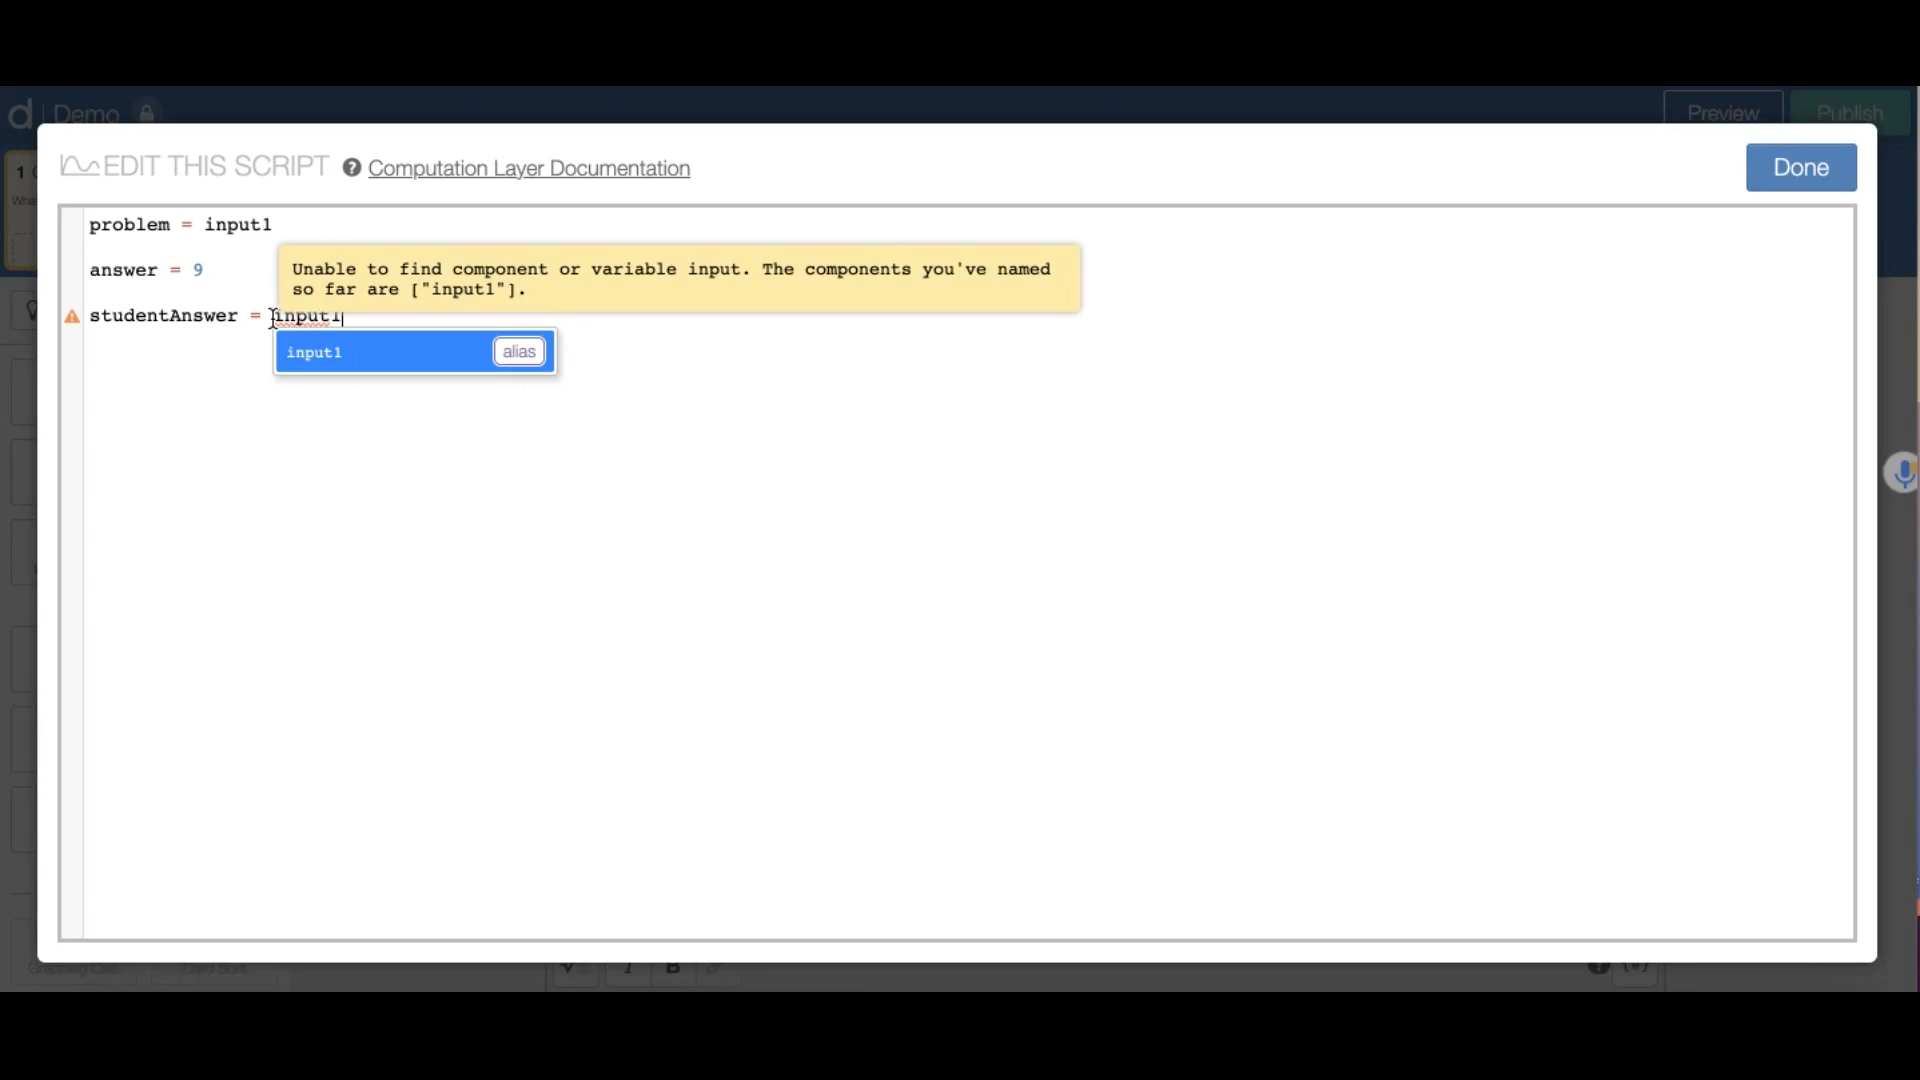 d | Demo
Preview
Publish
1
EDIT THIS SCRIPT
? Computation Layer Documentation
Done
problem = input1
answer = 9
Unable to find component or variable input. The components you've named
so far are ["input1"].
studentAnswer = input1
input1 alias
I B